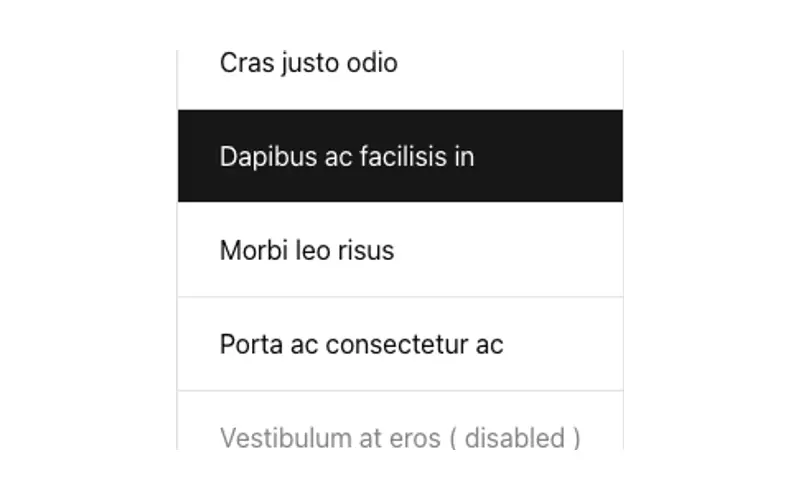 Cras justo odio
Dapibus ac facilisis in
Morbi leo risus
Porta ac consectetur ac
Vestibulum at eros ( disabled )